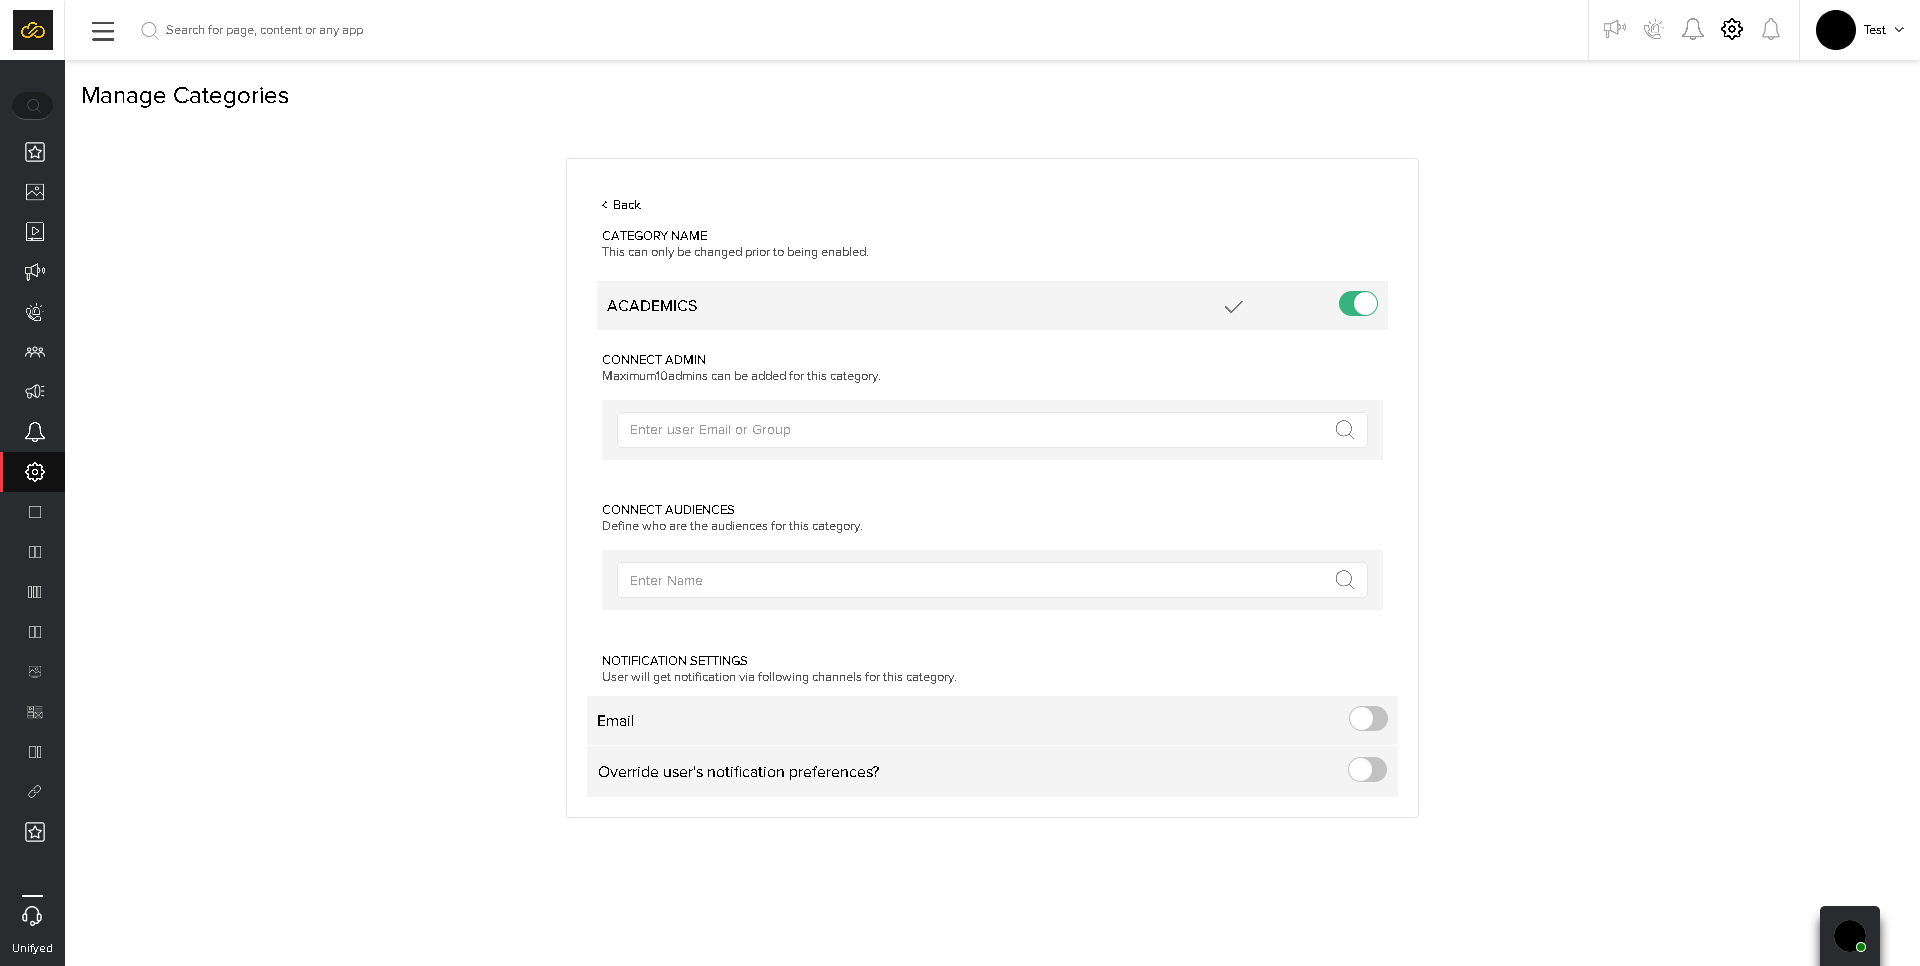 Search for page, content or any app
Test
Manage Categories
Back
CATEGORY NAME
This can only be changed prior to being enabled.
ACADEMICS
CONNECT ADMIN
Maximum10admins can be added for this category.
Enter user Email or Group
CONNECT AUDIENCES
Define who are the audiences for this category.
Enter Name
NOTIFICATION SETTINGS
User will get notification via following channels for this category.
Email
Override user's notification preferences?
Unifyed